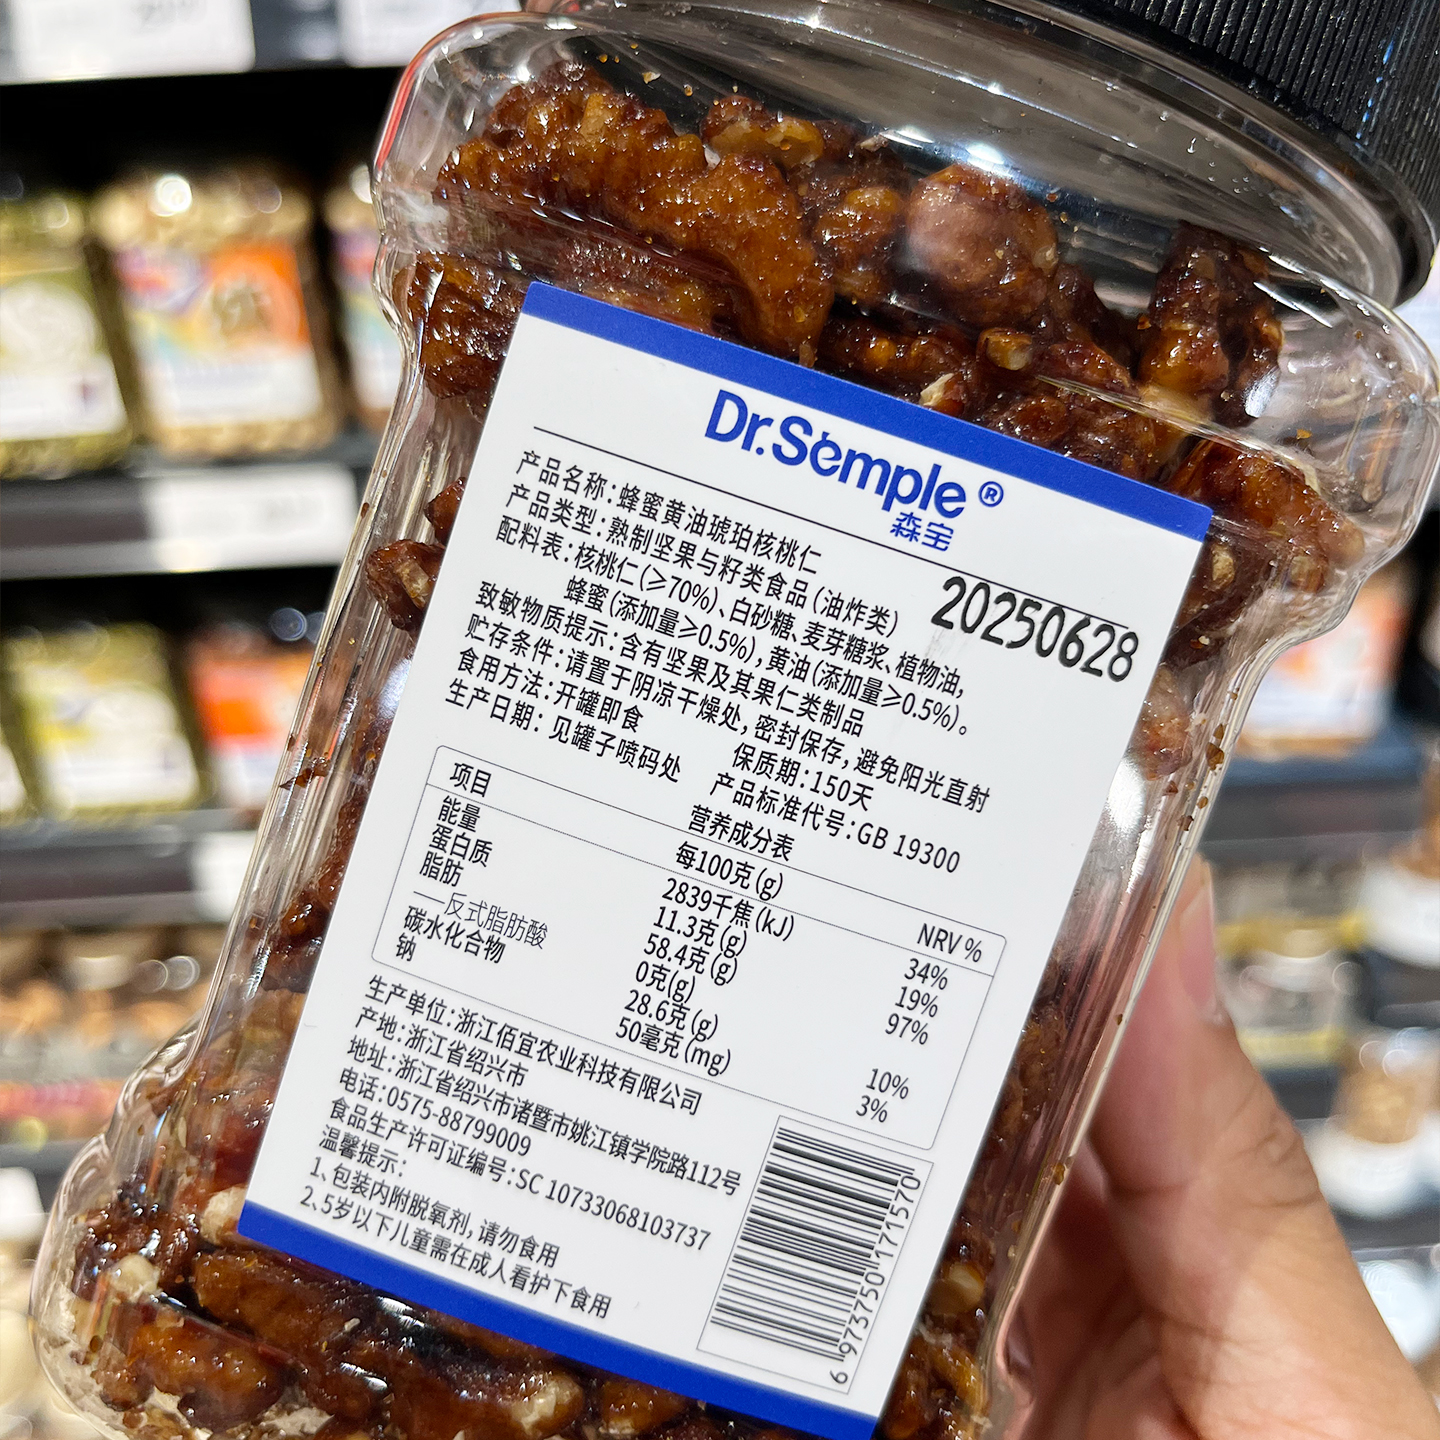 Dr.Semple®
森宝
20250628
产品名称:蜂蜜黄油琥珀核桃仁
产品类型:熟制坚果与籽类食品(油炸类)
配料表:核桃仁(≥70%)、白砂糖、麦芽糖浆、植物油,
蜂蜜(添加量≥0.5%),黄油(添加量≥0.5%)。
致敏物质提示:含有坚果及其果仁类制品
贮存条件:请置于阴凉干燥处,密封保存,避免阳光直射
食用方法:开罐即食 保质期:150天
生产日期: 见罐子喷码处 产品标准代号:GB 19300
营养成分表
项目 每100克(g) NRV%
能量 2839千焦(kJ) 34%
蛋白质 11.3克(g) 19%
脂肪 58.4克(g) 97%
—反式脂肪酸 0克(g)
碳水化合物 28.6克(g) 10%
钠 50毫克(mg) 3%
生产单位:浙江佰宜农业科技有限公司
产地:浙江省绍兴市
地址:浙江省绍兴市诸暨市姚江镇学院路112号
电话:0575-88799009
食品生产许可证编号:SC 10733068103737
温馨提示:
1、包装内附脱氧剂,请勿食用
2、5岁以下儿童需在成人看护下食用
6 973750 171570